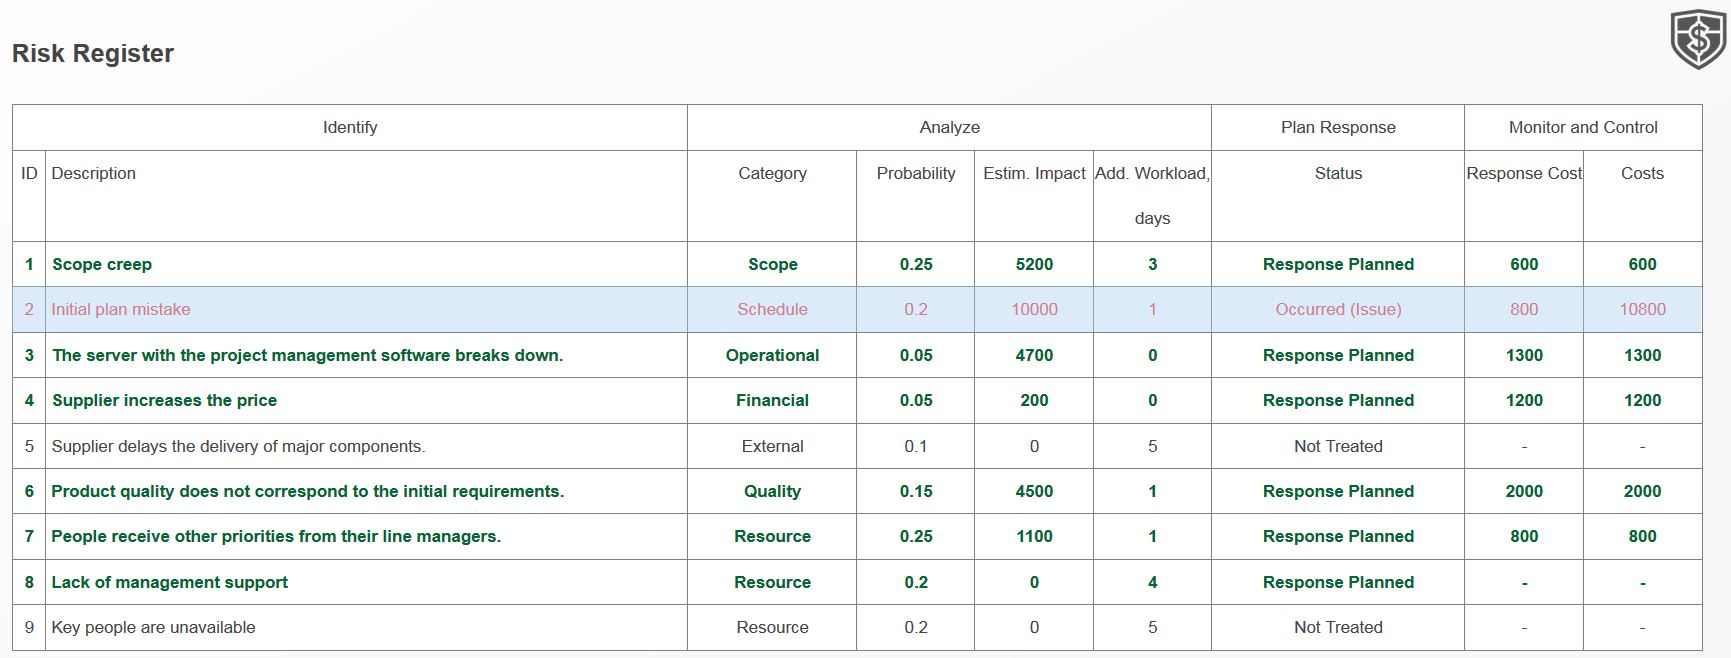 $
Risk Register
Identify Analyze Plan Response Monitor and Control
ID Description Category Probability Estim. Impact Add. Workload, Status Response Cost Costs
days
1 Scope creep Scope 0.25 5200 3 Response Planned 600 600
2 Initial plan mistake Schedule 0.2 10000 1 Occurred (Issue) 800 10800
3 The server with the project management software breaks down. Operational 0.05 4700 0 Response Planned 1300 1300
4 Supplier increases the price Financial 0.05 200 0 Response Planned 1200 1200
5 Supplier delays the delivery of major components. External 0.1 0 5 Not Treated - -
6 Product quality does not correspond to the initial requirements. Quality 0.15 4500 1 Response Planned 2000 2000
7 People receive other priorities from their line managers. Resource 0.25 1100 1 Response Planned 800 800
8 Lack of management support Resource 0.2 0 4 Response Planned - -
9 Key people are unavailable Resource 0.2 0 5 Not Treated - -